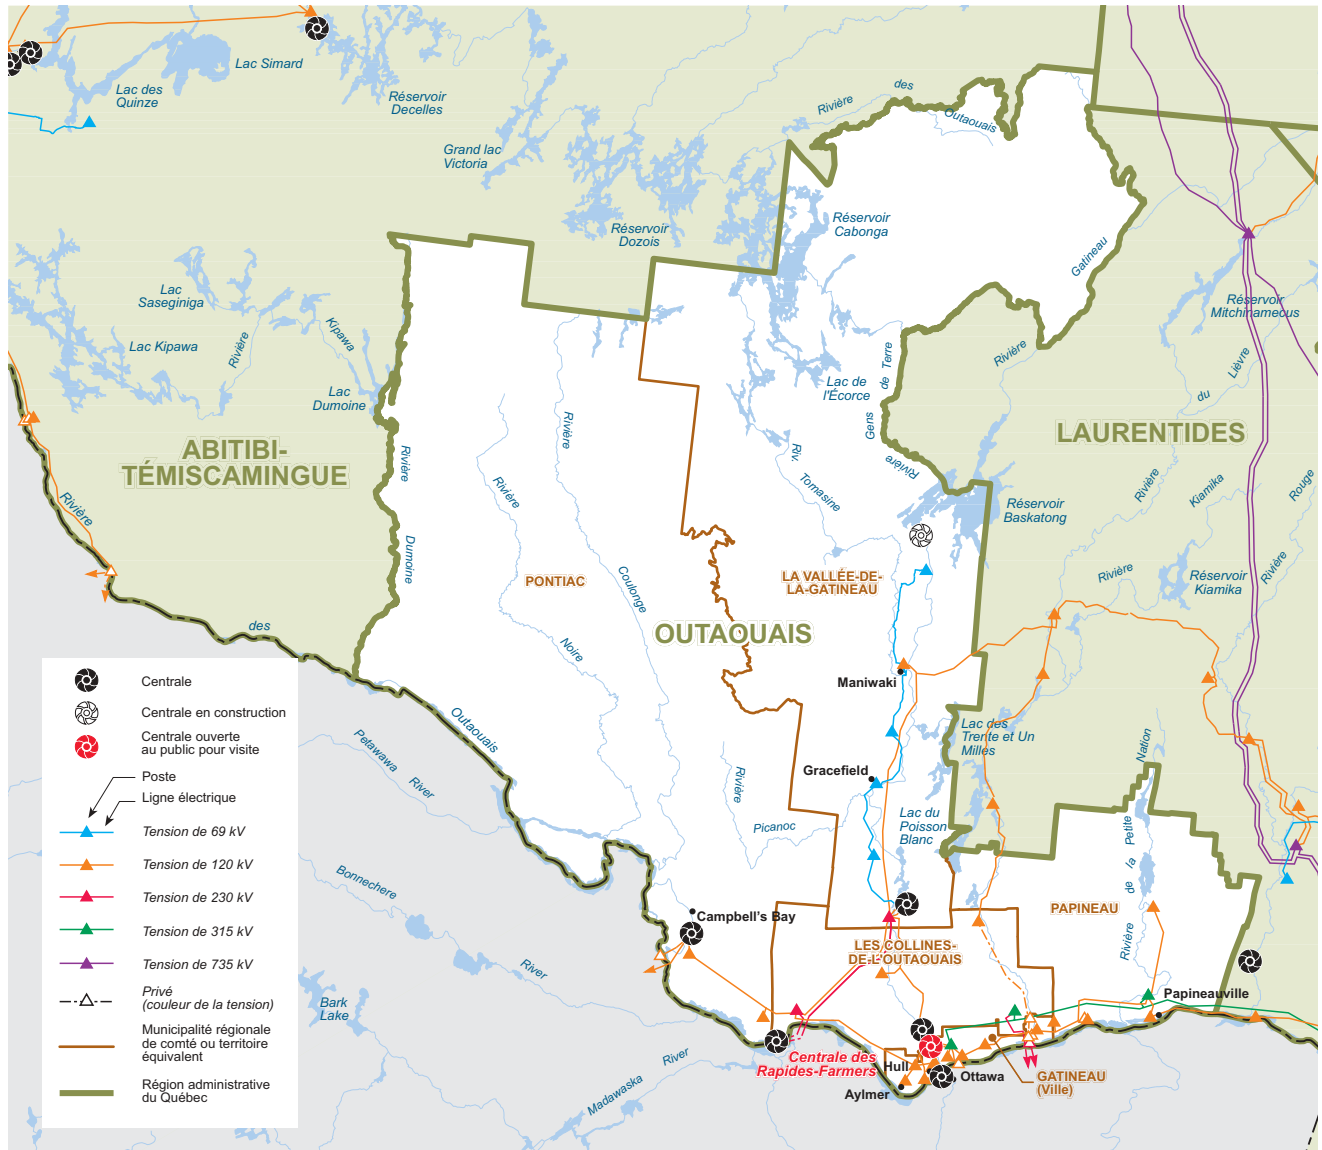 Lac Simard
Lac des
Quinze
Réservoir
Decelles
Rivière
des
Outaouais
Grand lac
Victoria
Réservoir
Dozois
Réservoir
Cabonga
Gatineau
Lac
Saseginiga
Kipawa
Rivière
Lac Kipawa
Lac
Dumoine
Réservoir
Mitchinamecus
Rivière
Lièvre
du
Gens de Terre
Rivière
Lac de
l'Écorce
ABITIBI-
TÉMISCAMINGUE
LAURENTIDES
Rivière
Rivière
Rivière
Riv.
Tomasine
Rivière
Kiamika
Rouge
Rivière
Rivière
Dumoine
Réservoir
Baskatong
Rivière
Réservoir
Kiamika
PONTIAC
Coulonge
LA VALLÉE-DE-
LA-GATINEAU
OUTAOUAIS
des
Noire
Maniwaki
Outaouais
Petawawa
River
Lac des
Trente et Un
Milles
Nation
Gracefield
Rivière
Picanoc
Lac du
Poisson
Blanc
Rivière de la Petite
Bonnechere
River
Campbell's Bay
PAPINEAU
LES COLLINES-
DE-L'OUTAOUAIS
Papineauville
Bark
Lake
Madawaska
River
Centrale des
Rapides-Farmers
Hull
Ottawa
Aylmer
GATINEAU
(Ville)
Centrale
Centrale en construction
Centrale ouverte
au public pour visite
Poste
Ligne électrique
Tension de 69 kV
Tension de 120 kV
Tension de 230 kV
Tension de 315 kV
Tension de 735 kV
Privé
(couleur de la tension)
Municipalité régionale
de comté ou territoire
équivalent
Région administrative
du Québec